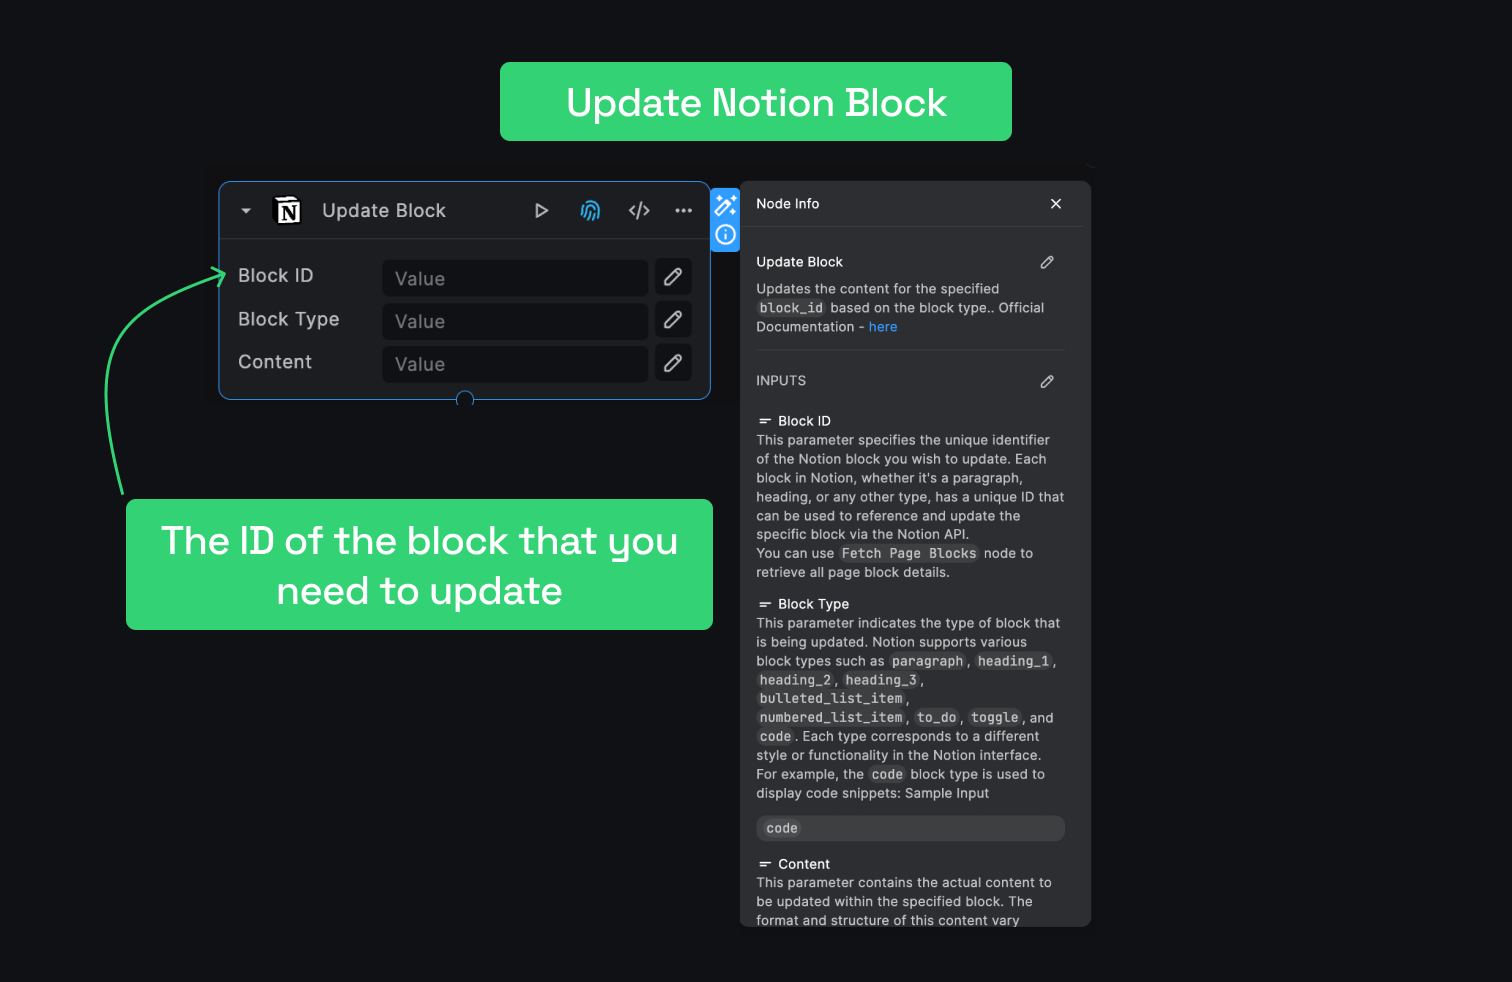 Update Notion Block
Update Block
Block ID
Value
Block Type
Value
Content
Value
The ID of the block that you
need to update
Node Info
Update Block
Updates the content for the specified
block_id based on the block type.. Official
Documentation - here
INPUTS
Block ID
This parameter specifies the unique identifier
of the Notion block you wish to update. Each
block in Notion, whether it's a paragraph,
heading, or any other type, has a unique ID that
can be used to reference and update the
specific block via the Notion API.
You can use Fetch Page Blocks node to
retrieve all page block details.
Block Type
This parameter indicates the type of block that
is being updated. Notion supports various
block types such as paragraph, heading_1,
heading_2, heading_3,
bulleted_list_item,
numbered_list_item, to_do, toggle, and
code. Each type corresponds to a different
style or functionality in the Notion interface.
For example, the code block type is used to
display code snippets: Sample Input
code
Content
This parameter contains the actual content to
be updated within the specified block. The
format and structure of this content vary